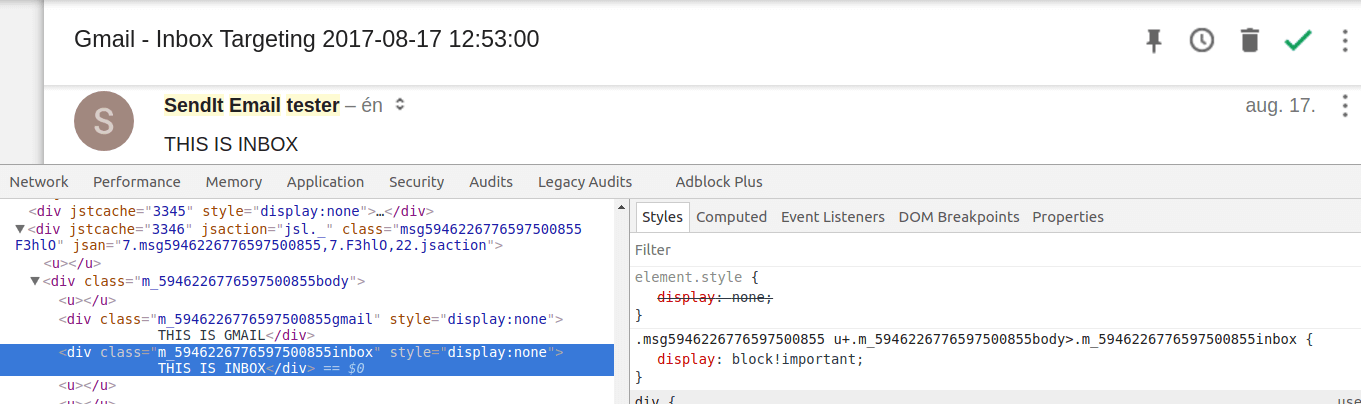 Gmail - Inbox Targeting 2017-08-17 12:53:00
S
SendIt Email tester – én
aug. 17.
THIS IS INBOX
Network Performance Memory Application Security Audits Legacy Audits Adblock Plus
<div jstcache="3345" style="display:none">…</div>
<div jstcache="3346" jsaction="jsl._" class="msg5946226776597500855
F3hlO" jsan="7.msg5946226776597500855,7.F3hlO,22.jsaction">
<u></u>
<div class="m_5946226776597500855body">
<u></u>
<div class="m_5946226776597500855gmail" style="display:none">
THIS IS GMAIL</div>
<div class="m_5946226776597500855inbox" style="display:none">
THIS IS INBOX</div> == $0
<u></u>
Styles Computed Event Listeners DOM Breakpoints Properties
Filter
element.style {
display: none;
}
.msg5946226776597500855 u+.m_5946226776597500855body>.m_5946226776597500855inbox {
display: block!important;
}
div {
use